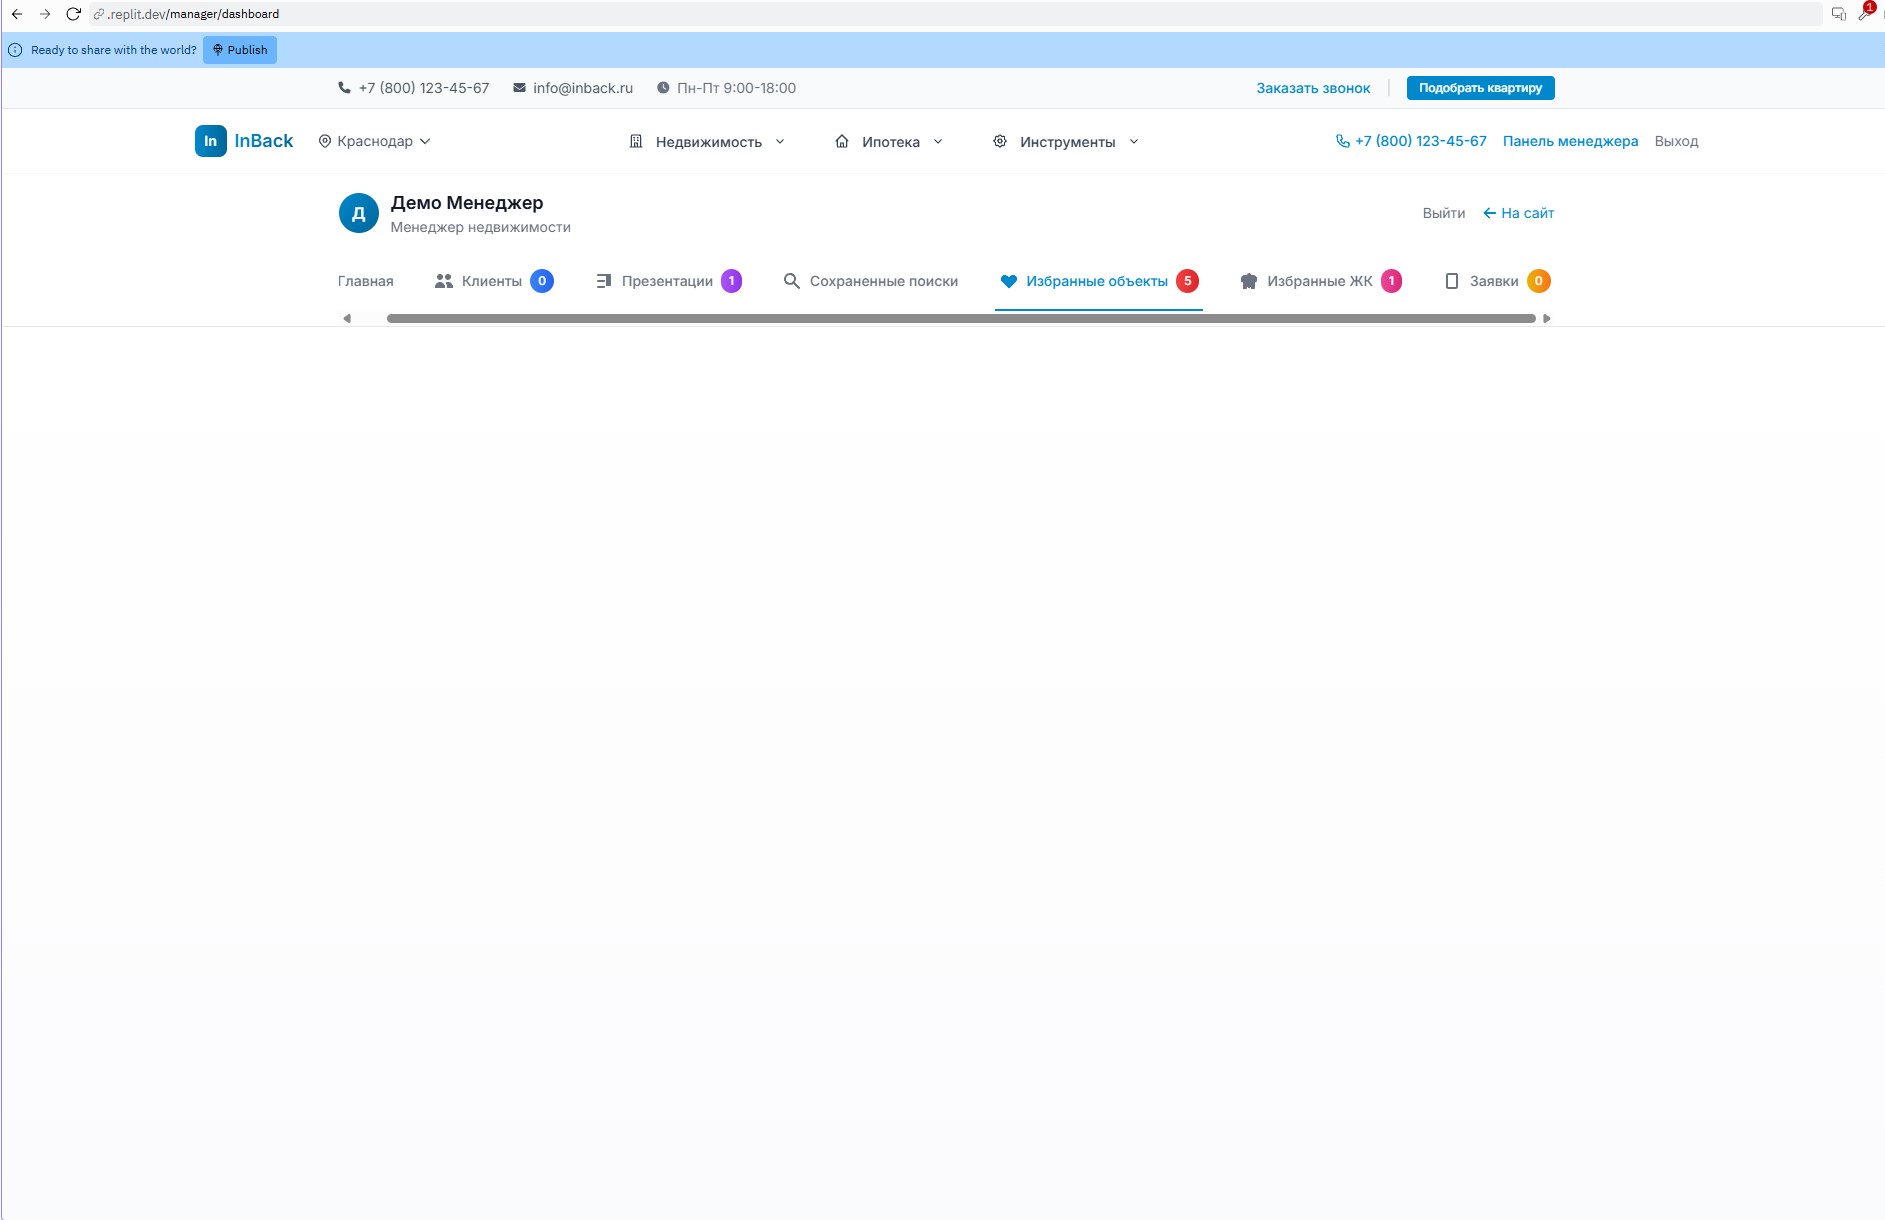 .replit.dev/manager/dashboard
1
Ready to share with the world? Publish
+7 (800) 123-45-67 info@inback.ru Пн-Пт 9:00-18:00 Заказать звонок Подобрать квартиру
In InBack Краснодар Недвижимость Ипотека Инструменты +7 (800) 123-45-67 Панель менеджера Выход
Д Демо Менеджер
Менеджер недвижимости
Выйти ← На сайт
Главная Клиенты 0 Презентации 1 Сохраненные поиски Избранные объекты 5 Избранные ЖК 1 Заявки 0